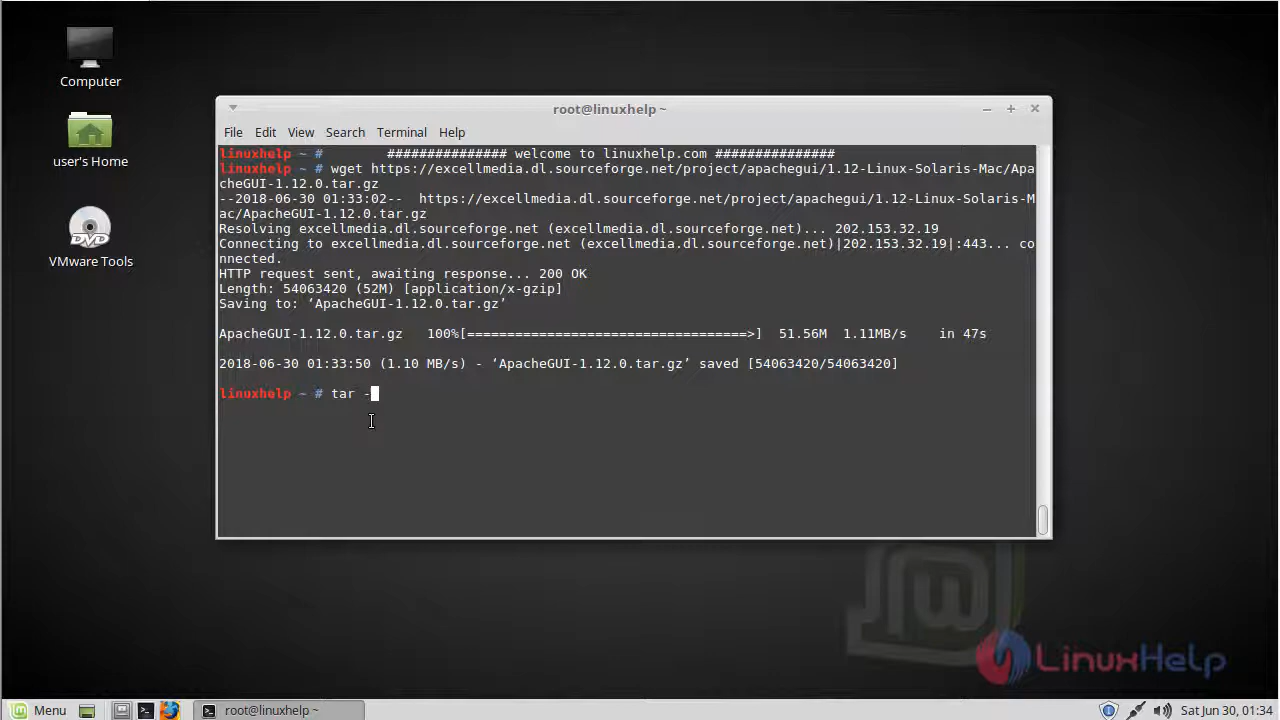 Computer
user's Home
DVD
VMware Tools
root@linuxhelp ~
File Edit View Search Terminal Help
linuxhelp ~ #        ############### welcome to linuxhelp.com ###############
linuxhelp ~ # wget https://excellmedia.dl.sourceforge.net/project/apachegui/1.12-Linux-Solaris-Mac/Apa
cheGUI-1.12.0.tar.gz
--2018-06-30 01:33:02--  https://excellmedia.dl.sourceforge.net/project/apachegui/1.12-Linux-Solaris-M
ac/ApacheGUI-1.12.0.tar.gz
Resolving excellmedia.dl.sourceforge.net (excellmedia.dl.sourceforge.net)... 202.153.32.19
Connecting to excellmedia.dl.sourceforge.net (excellmedia.dl.sourceforge.net)|202.153.32.19|:443... co
nnected.
HTTP request sent, awaiting response... 200 OK
Length: 54063420 (52M) [application/x-gzip]
Saving to: ‘ApacheGUI-1.12.0.tar.gz’
ApacheGUI-1.12.0.tar.gz   100%[===================================>]  51.56M  1.11MB/s    in 47s
2018-06-30 01:33:50 (1.10 MB/s) - ‘ApacheGUI-1.12.0.tar.gz’ saved [54063420/54063420]
linuxhelp ~ # tar -
LinuxHelp
Menu
root@linuxhelp ~
Sat Jun 30, 01:34